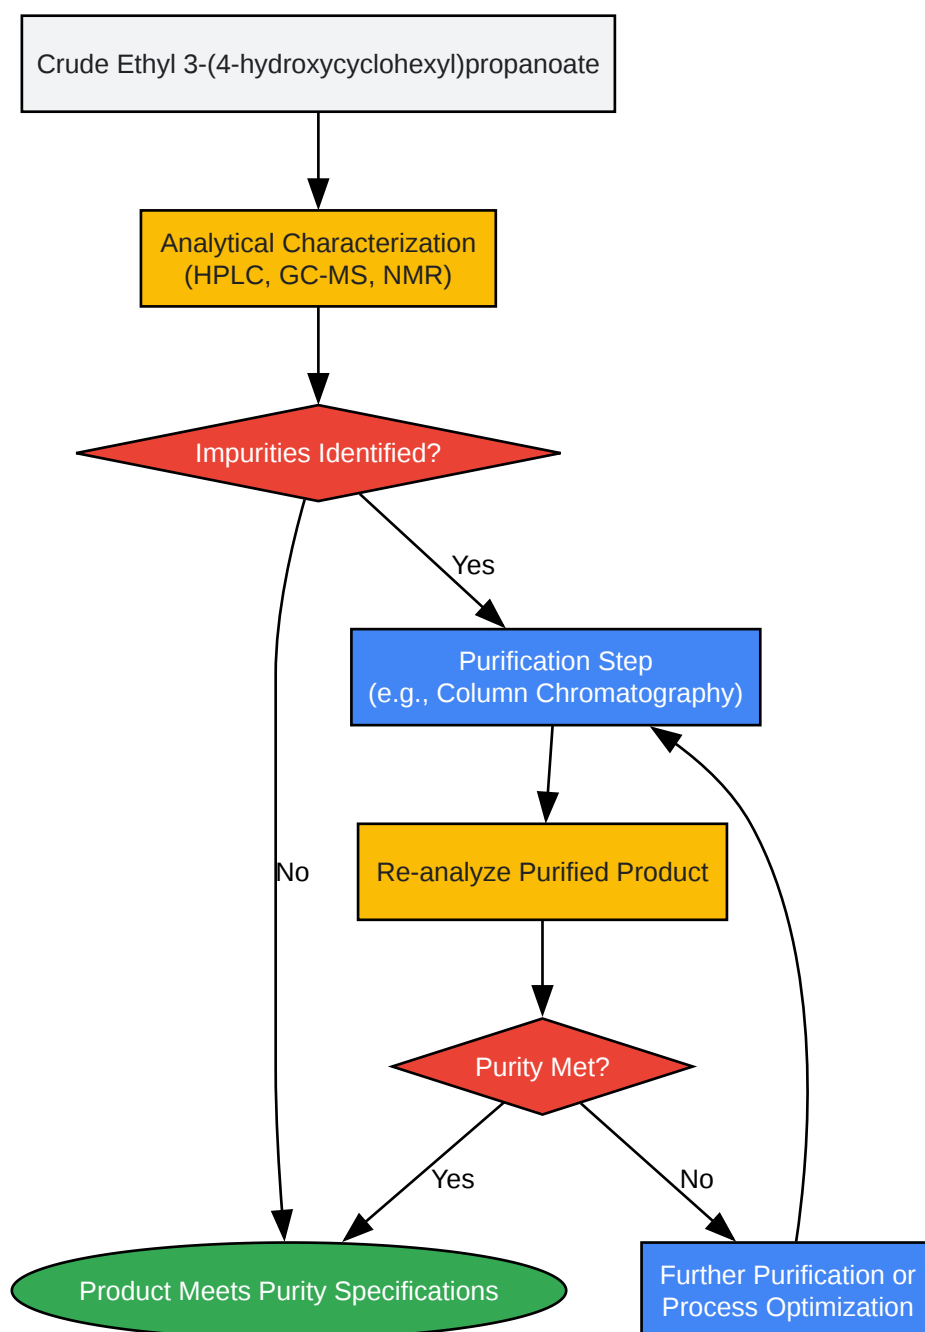 Crude Ethyl 3-(4-hydroxycyclohexyl)propanoate
Analytical Characterization
(HPLC, GC-MS, NMR)
Impurities Identified?
Yes
Purification Step
(e.g., Column Chromatography)
No
Re-analyze Purified Product
Purity Met?
Yes
No
Product Meets Purity Specifications
Further Purification or
Process Optimization